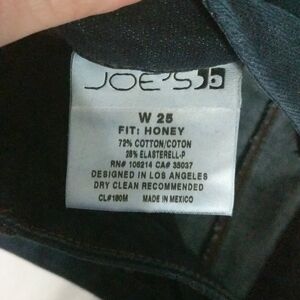 JOE'S
W 25
FIT: HONEY
72% COTTON/COTON
28% ELASTERELL-P
RN# 106214 CA# 35037
DESIGNED IN LOS ANGELES
DRY CLEAN RECOMMENDED
CL#180M MADE IN MEXICO